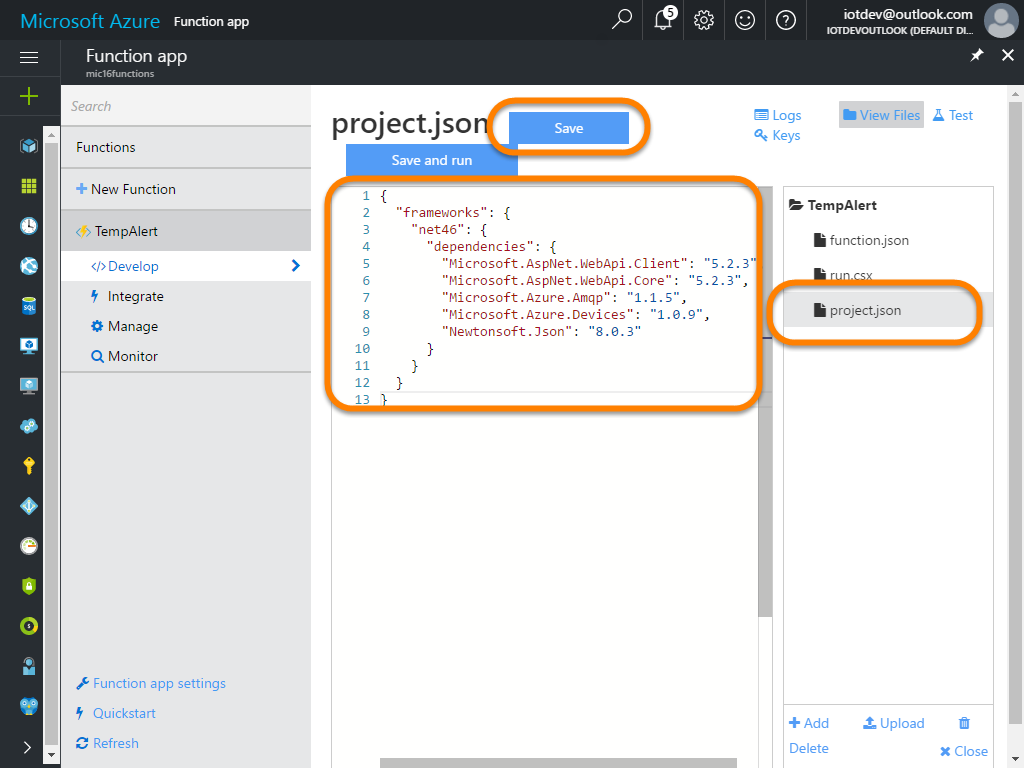 Microsoft Azure Function app
5
iotdev@outlook.com
IOTDEVOUTLOOK (DEFAULT DI...
Function app
mic16functions
Search
Functions
New Function
TempAlert
Develop
Integrate
Manage
Monitor
Function app settings
Quickstart
Refresh
project.json
Save
Save and run
Logs
Keys
View Files
Test
1 {
2 "frameworks": {
3 "net46": {
4 "dependencies": {
5 "Microsoft.AspNet.WebApi.Client": "5.2.3"
6 "Microsoft.AspNet.WebApi.Core": "5.2.3",
7 "Microsoft.Azure.Amqp": "1.1.5",
8 "Microsoft.Azure.Devices": "1.0.9",
9 "Newtonsoft.Json": "8.0.3"
10 }
11 }
12 }
13 }
TempAlert
function.json
run.csx
project.json
Add
Upload
Delete
Close
SQL